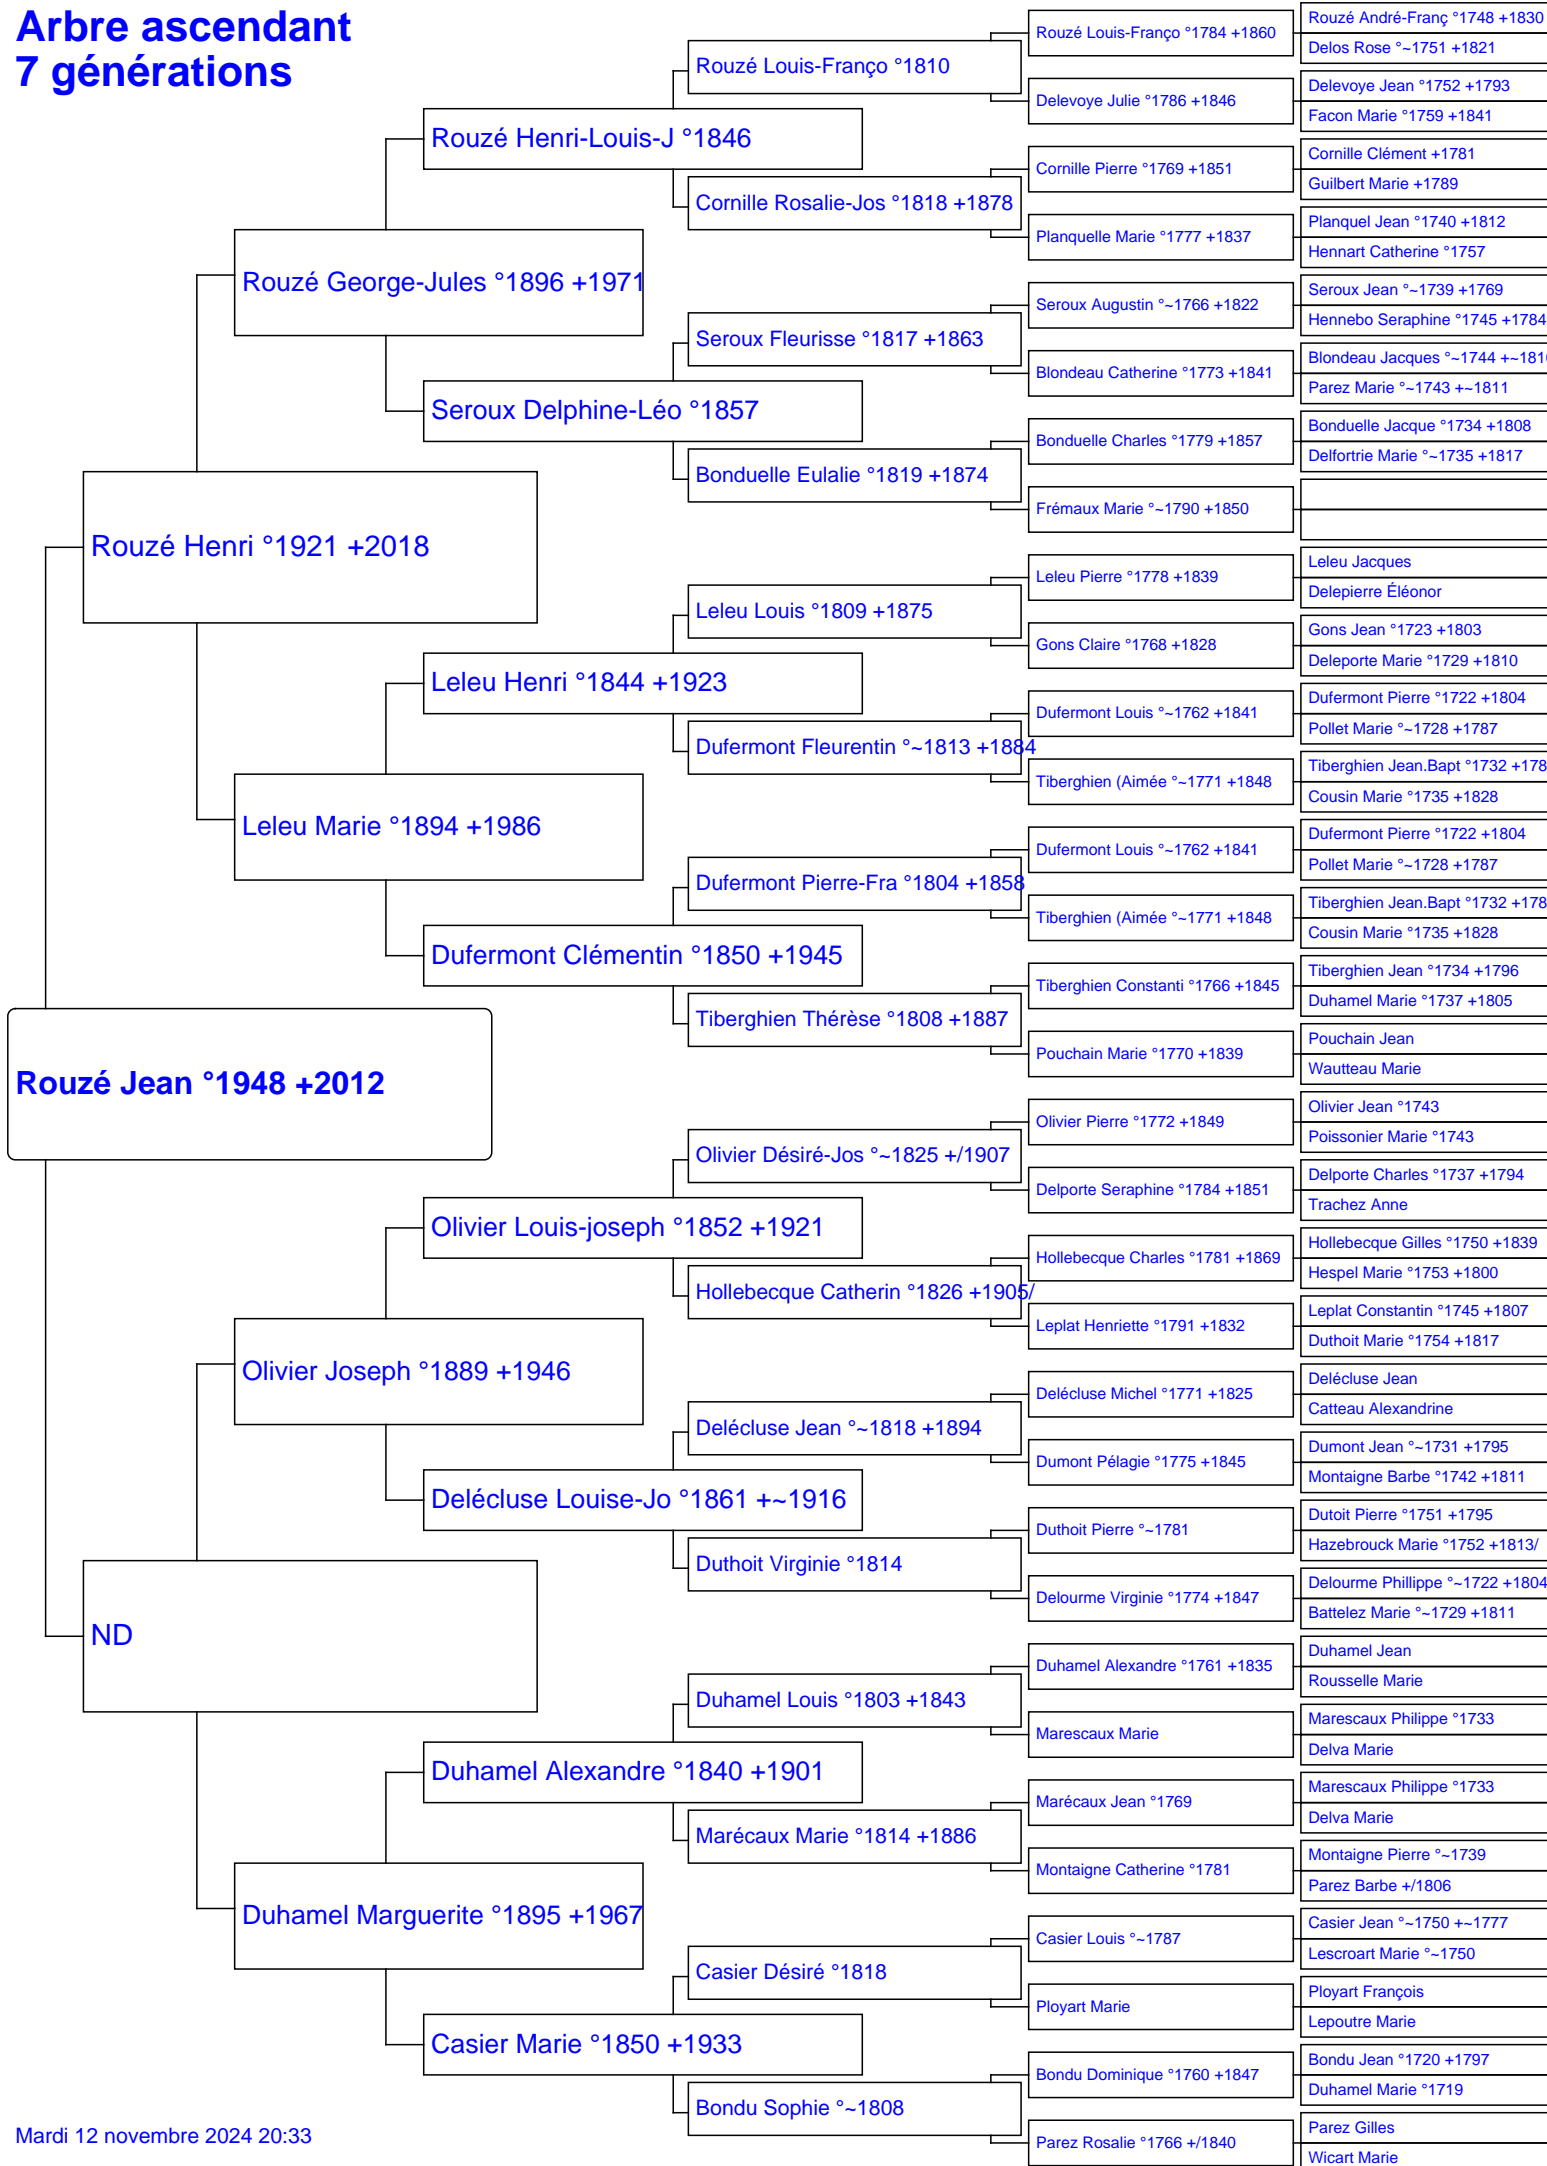 Arbre ascendant
7 générations
Rouzé Jean °1948 +2012
Rouzé Henri °1921 +2018
ND
Rouzé George-Jules °1896 +1971
Leleu Marie °1894 +1986
Olivier Joseph °1889 +1946
Duhamel Marguerite °1895 +1967
Rouzé Henri-Louis-J °1846
Seroux Delphine-Léo °1857
Leleu Henri °1844 +1923
Dufermont Clémentin °1850 +1945
Olivier Louis-joseph °1852 +1921
Delécluse Louise-Jo °1861 +~1916
Duhamel Alexandre °1840 +1901
Casier Marie °1850 +1933
Rouzé Louis-Franço °1810
Cornille Rosalie-Jos °1818 +1878
Seroux Fleurisse °1817 +1863
Bonduelle Eulalie °1819 +1874
Leleu Louis °1809 +1875
Dufermont Fleurentin °~1813 +1884
Dufermont Pierre-Fra °1804 +1858
Tiberghien Thérèse °1808 +1887
Olivier Désiré-Jos °~1825 +/1907
Hollebecque Catherin °1826 +1905/
Delécluse Jean °~1818 +1894
Duthoit Virginie °1814
Duhamel Louis °1803 +1843
Marécaux Marie °1814 +1886
Casier Désiré °1818
Bondu Sophie °~1808
Rouzé Louis-Franço °1784 +1860
Delevoye Julie °1786 +1846
Cornille Pierre °1769 +1851
Planquelle Marie °1777 +1837
Seroux Augustin °~1766 +1822
Blondeau Catherine °1773 +1841
Bonduelle Charles °1779 +1857
Frémaux Marie °~1790 +1850
Leleu Pierre °1778 +1839
Gons Claire °1768 +1828
Dufermont Louis °~1762 +1841
Tiberghien (Aimée °~1771 +1848
Dufermont Louis °~1762 +1841
Tiberghien (Aimée °~1771 +1848
Tiberghien Constanti °1766 +1845
Pouchain Marie °1770 +1839
Olivier Pierre °1772 +1849
Delporte Seraphine °1784 +1851
Hollebecque Charles °1781 +1869
Leplat Henriette °1791 +1832
Delécluse Michel °1771 +1825
Dumont Pélagie °1775 +1845
Duthoit Pierre °~1781
Delourme Virginie °1774 +1847
Duhamel Alexandre °1761 +1835
Marescaux Marie
Marécaux Jean °1769
Montaigne Catherine °1781
Casier Louis °~1787
Ployart Marie
Bondu Dominique °1760 +1847
Parez Rosalie °1766 +/1840
Rouzé André-Franç °1748 +1830
Delos Rose °~1751 +1821
Delevoye Jean °1752 +1793
Facon Marie °1759 +1841
Cornille Clément +1781
Guilbert Marie +1789
Planquel Jean °1740 +1812
Hennart Catherine °1757
Seroux Jean °~1739 +1769
Hennebo Seraphine °1745 +1784
Blondeau Jacques °~1744 +~181
Parez Marie °~1743 +~1811
Bonduelle Jacque °1734 +1808
Delfortrie Marie °~1735 +1817
Leleu Jacques
Delepierre Éléonor
Gons Jean °1723 +1803
Deleporte Marie °1729 +1810
Dufermont Pierre °1722 +1804
Pollet Marie °~1728 +1787
Tiberghien Jean.Bapt °1732 +178
Cousin Marie °1735 +1828
Dufermont Pierre °1722 +1804
Pollet Marie °~1728 +1787
Tiberghien Jean.Bapt °1732 +178
Cousin Marie °1735 +1828
Tiberghien Jean °1734 +1796
Duhamel Marie °1737 +1805
Pouchain Jean
Wautteau Marie
Olivier Jean °1743
Poissonier Marie °1743
Delporte Charles °1737 +1794
Trachez Anne
Hollebecque Gilles °1750 +1839
Hespel Marie °1753 +1800
Leplat Constantin °1745 +1807
Duthoit Marie °1754 +1817
Delécluse Jean
Catteau Alexandrine
Dumont Jean °~1731 +1795
Montaigne Barbe °1742 +1811
Dutoit Pierre °1751 +1795
Hazebrouck Marie °1752 +1813/
Delourme Phillippe °~1722 +1804
Battelez Marie °~1729 +1811
Duhamel Jean
Rousselle Marie
Marescaux Philippe °1733
Delva Marie
Marescaux Philippe °1733
Delva Marie
Montaigne Pierre °~1739
Parez Barbe +/1806
Casier Jean °~1750 +~1777
Lescroart Marie °~1750
Ployart François
Lepoutre Marie
Bondu Jean °1720 +1797
Duhamel Marie °1719
Parez Gilles
Wicart Marie
Mardi 12 novembre 2024 20:33